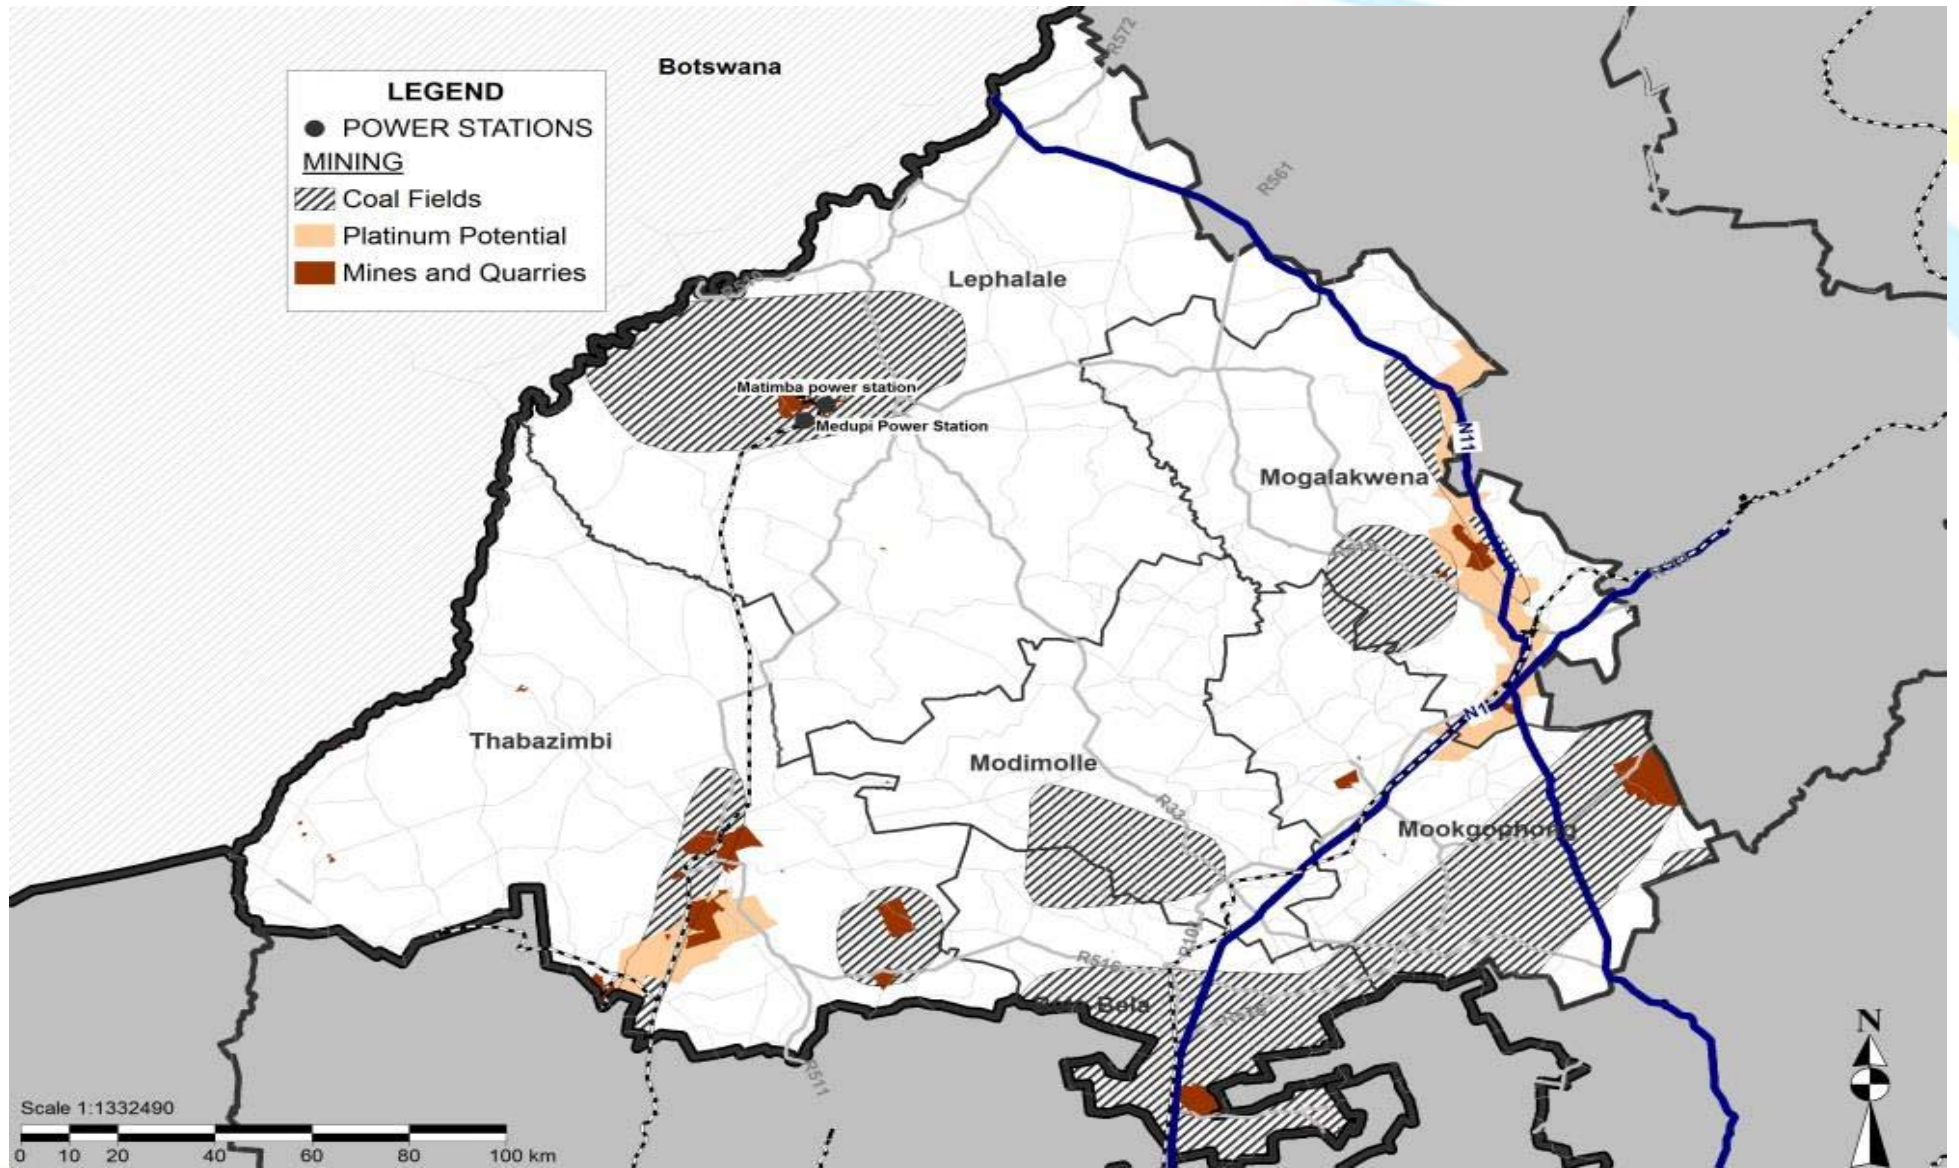 Botswana
LEGEND
POWER STATIONS
MINING
Coal Fields
Platinum Potential
Mines and Quarries
R572
R561
Lephalale
Matimba power station
Medupi Power Station
N11
Mogalakwena
Thabazimbi
Modimolle
N1
R33
Mookgophong
R101
R516
Bela
R511
N
Scale 1:1332490
0 10 20 40 60 80 100 km